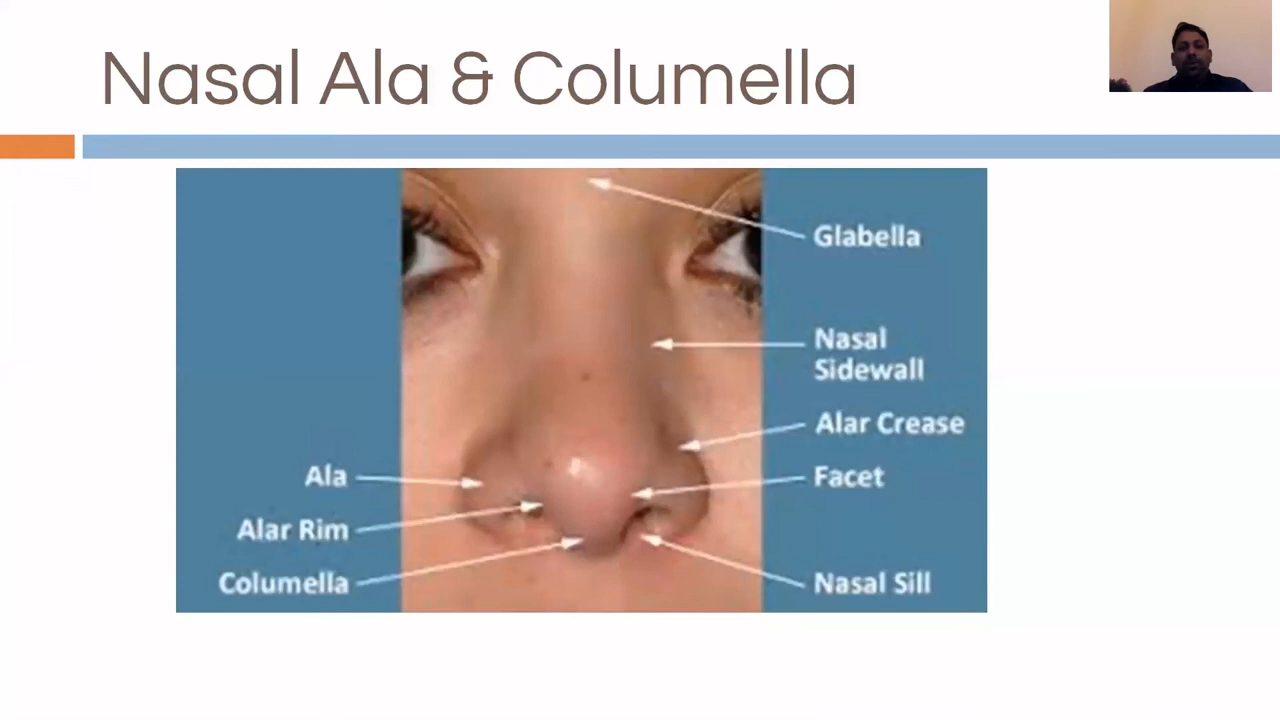 Nasal Ala & Columella
Glabella
Nasal
Sidewall
Alar Crease
Ala
Facet
Alar Rim
Columella
Nasal Sill